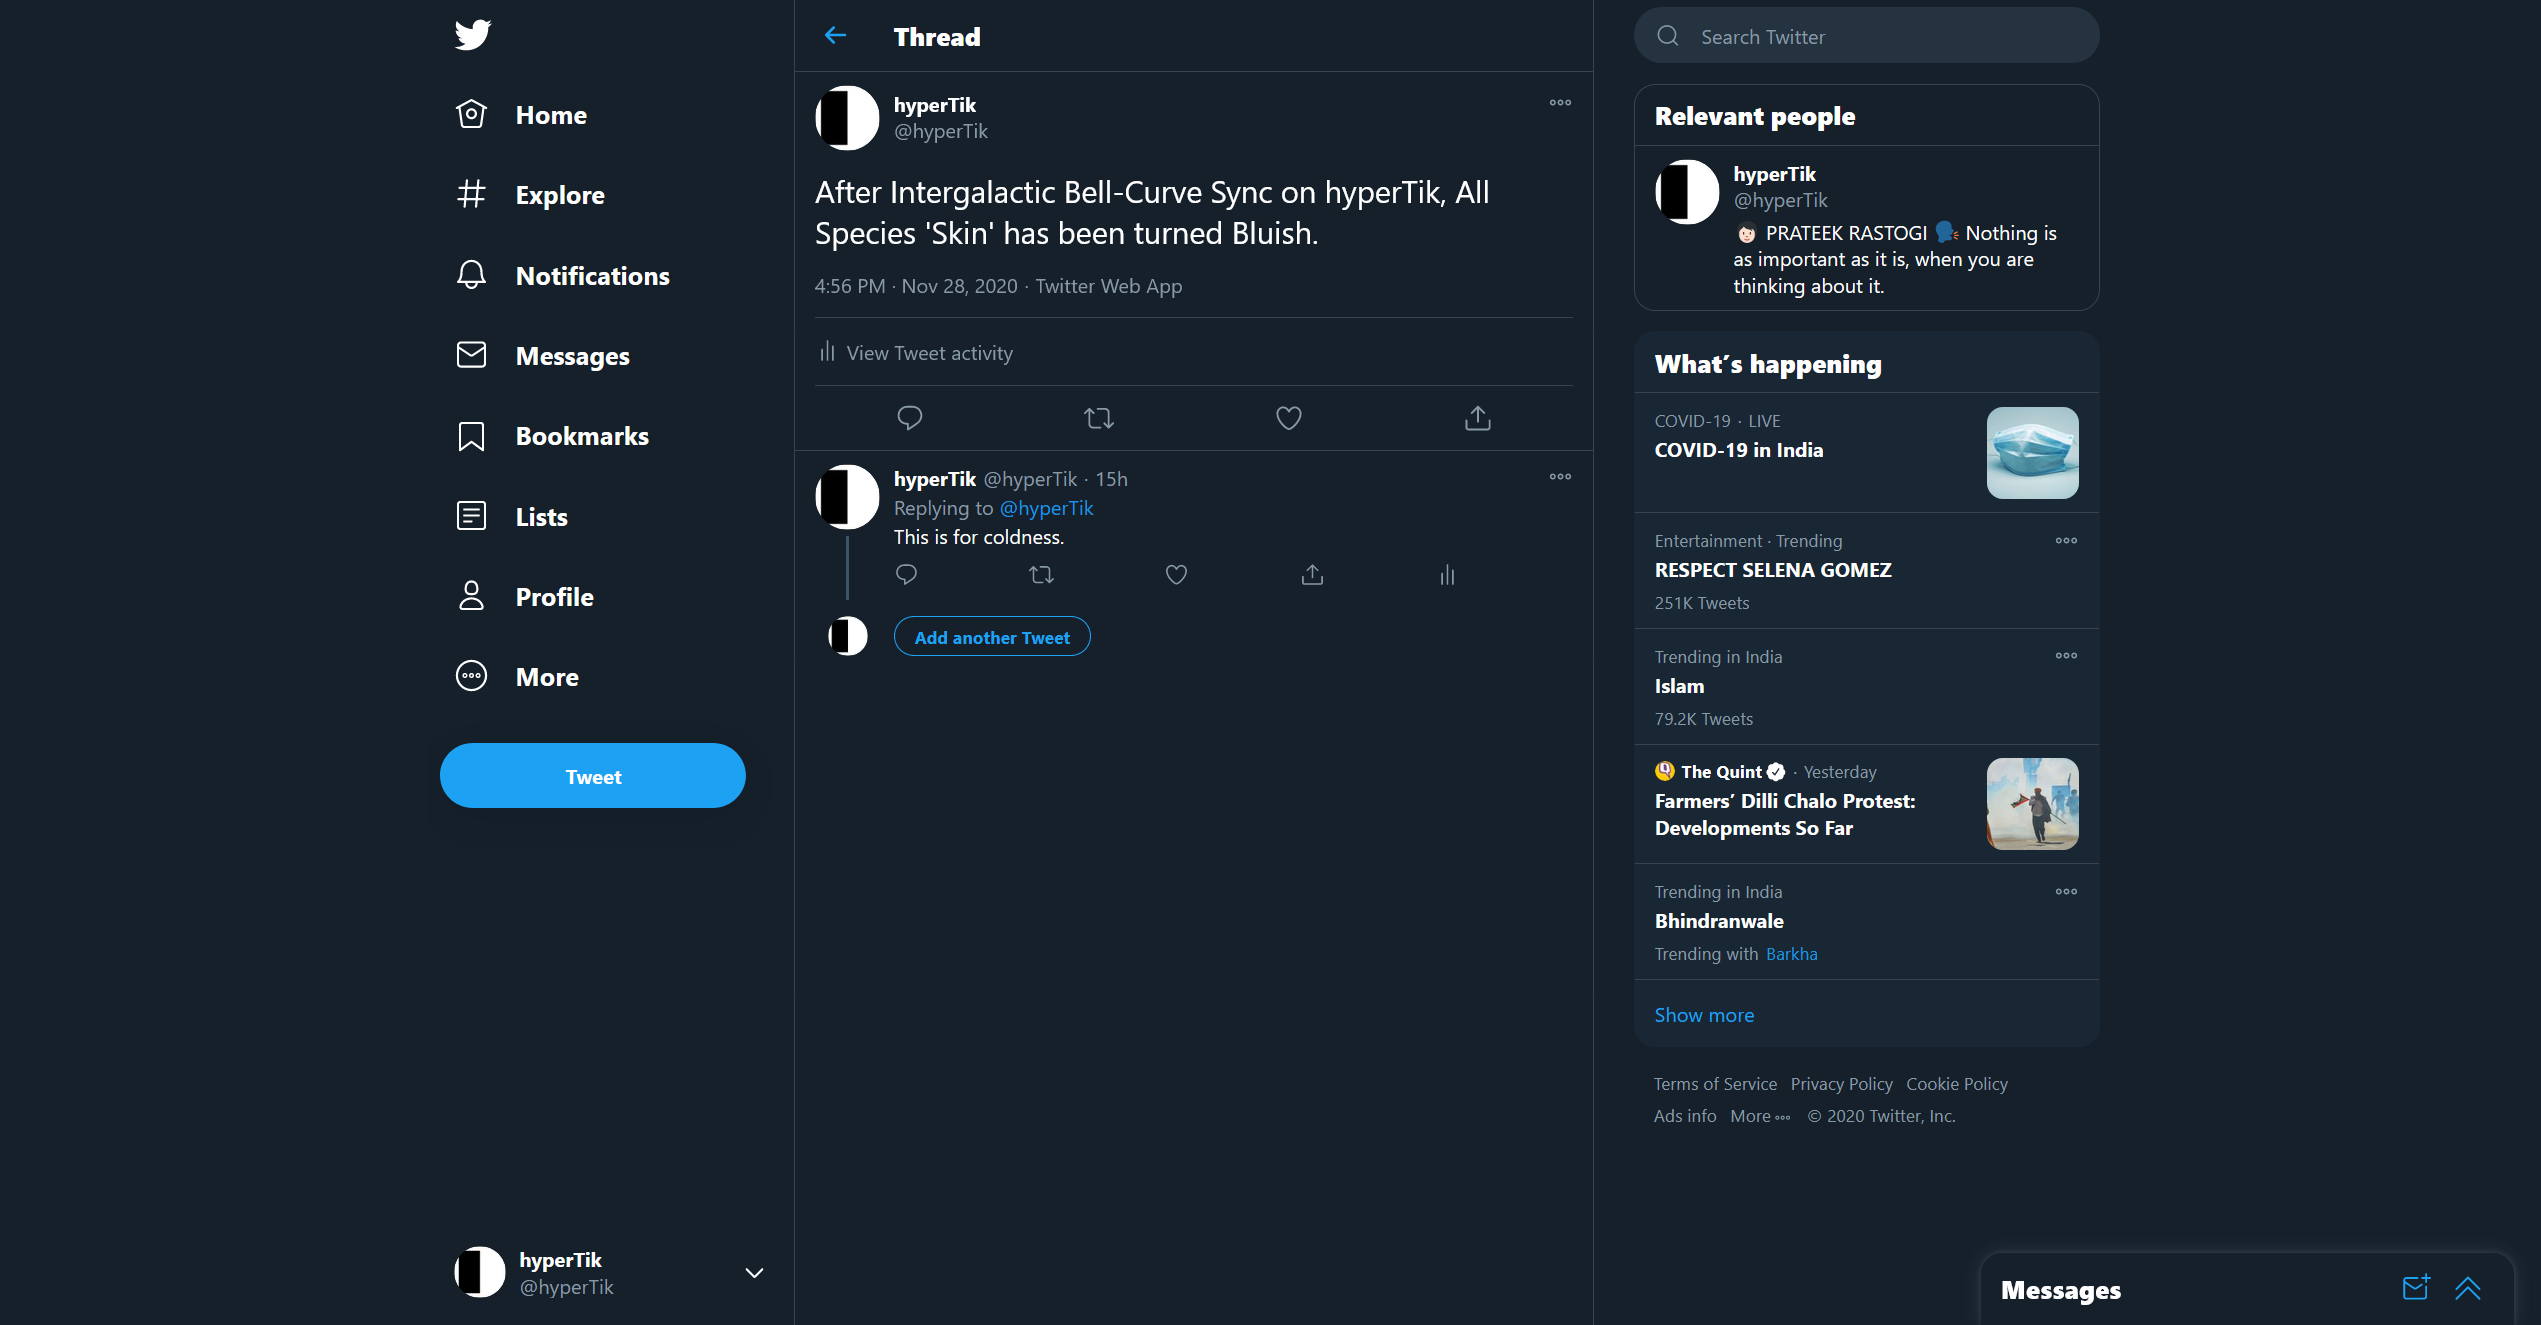 Home
Explore
Notifications
Messages
Bookmarks
Lists
Profile
More
Tweet
hyperTik
@hyperTik
Thread
hyperTik
@hyperTik
After Intergalactic Bell-Curve Sync on hyperTik, All
Species 'Skin' has been turned Bluish.
4:56 PM · Nov 28, 2020 · Twitter Web App
View Tweet activity
hyperTik @hyperTik · 15h
Replying to @hyperTik
This is for coldness.
Add another Tweet
Search Twitter
Relevant people
hyperTik
@hyperTik
PRATEEK RASTOGI Nothing is
as important as it is, when you are
thinking about it.
What's happening
COVID-19 · LIVE
COVID-19 in India
Entertainment · Trending
RESPECT SELENA GOMEZ
251K Tweets
Trending in India
Islam
79.2K Tweets
The Quint · Yesterday
Farmers' Dilli Chalo Protest:
Developments So Far
Trending in India
Bhindranwale
Trending with Barkha
Show more
Terms of Service Privacy Policy Cookie Policy
Ads info More © 2020 Twitter, Inc.
Messages